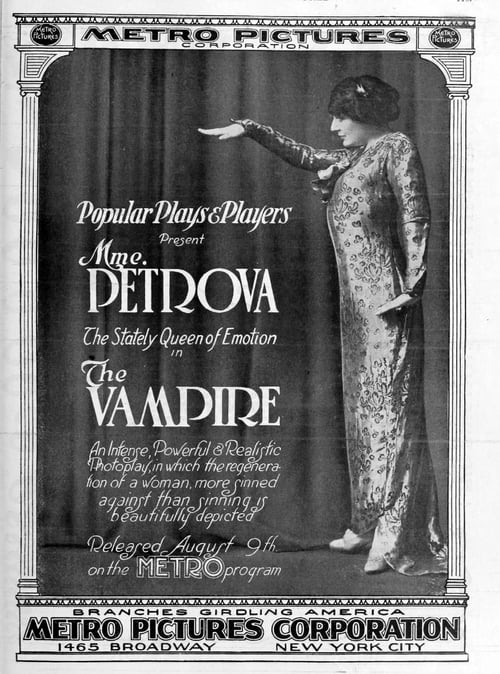 METRO PICTURES
METRO PICTURES
CORPORATION
METRO PICTURES
Popular Plays & Players
Present
Mme.
PETROVA
The Stately Queen of Emotion
in
The
VAMPIRE
An Intense, Powerful & Realistic
Photoplay, in which the regenera-
tion of a woman, more sinned
against than sinning is
beautifully depicted
Released August 9th
on the METRO program
BRANCHES GIRDLING AMERICA
METRO PICTURES CORPORATION
1465 BROADWAY NEW YORK CITY